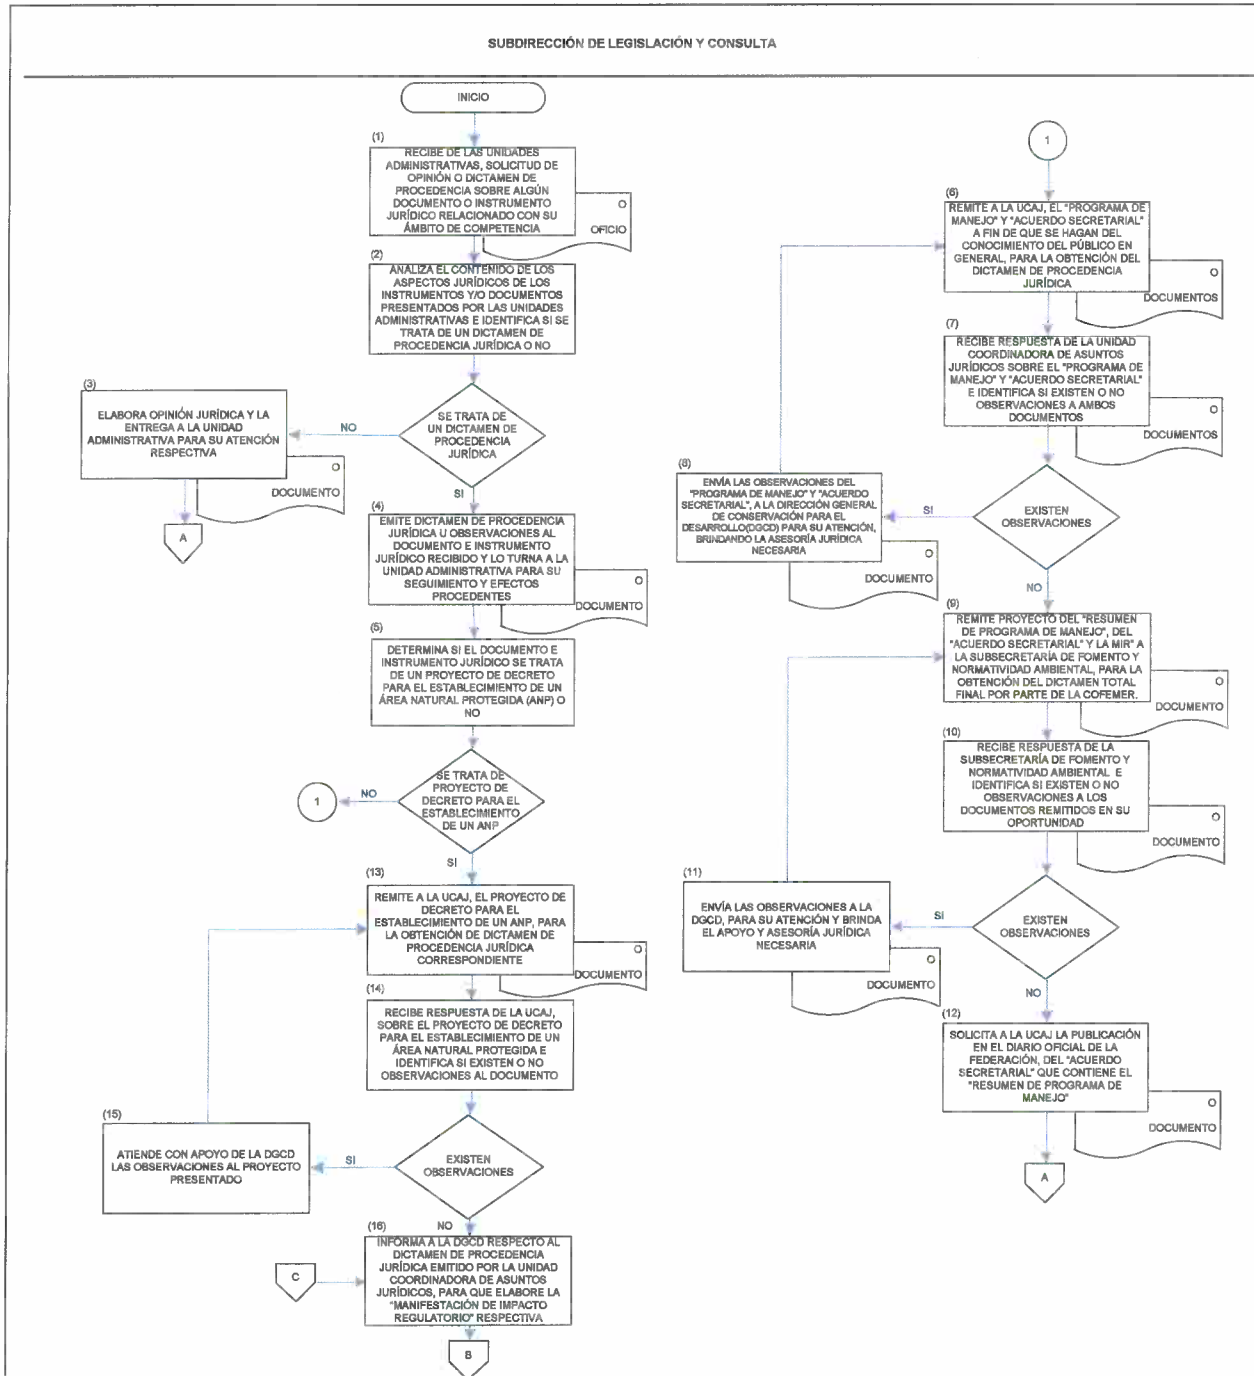 SUBDIRECCIÓN DE LEGISLACIÓN Y CONSULTA
INICIO
(1)
RECIBE DE LAS UNIDADES
ADMINISTRATIVAS, SOLICITUD DE
OPINIÓN O DICTAMEN DE
PROCEDENCIA SOBRE ALGÚN
DOCUMENTO O INSTRUMENTO
JURÍDICO RELACIONADO CON SU
ÁMBITO DE COMPETENCIA
O
OFICIO
(2)
ANALIZA EL CONTENIDO DE LOS
ASPECTOS JURÍDICOS DE LOS
INSTRUMENTOS Y/O DOCUMENTOS
PRESENTADOS POR LAS UNIDADES
ADMINISTRATIVAS E IDENTIFICA SI SE
TRATA DE UN DICTAMEN DE
PROCEDENCIA JURÍDICA O NO
SE TRATA DE
UN DICTAMEN DE
PROCEDENCIA
JURÍDICA
NO
(3)
ELABORA OPINIÓN JURÍDICA Y LA
ENTREGA A LA UNIDAD
ADMINISTRATIVA PARA SU ATENCIÓN
RESPECTIVA
O
DOCUMENTO
A
SI
(4)
EMITE DICTAMEN DE PROCEDENCIA
JURÍDICA U OBSERVACIONES AL
DOCUMENTO E INSTRUMENTO
JURÍDICO RECIBIDO Y LO TURNA A LA
UNIDAD ADMINISTRATIVA PARA SU
SEGUIMIENTO Y EFECTOS
PROCEDENTES
O
DOCUMENTO
(5)
DETERMINA SI EL DOCUMENTO E
INSTRUMENTO JURÍDICO SE TRATA
DE UN PROYECTO DE DECRETO
PARA EL ESTABLECIMIENTO DE UN
ÁREA NATURAL PROTEGIDA (ANP) O
NO
SE TRATA DE
PROYECTO DE
DECRETO PARA EL
ESTABLECIMIENTO
DE UN ANP
NO
1
SI
(13)
REMITE A LA UCAJ, EL PROYECTO DE
DECRETO PARA EL
ESTABLECIMIENTO DE UN ANP, PARA
LA OBTENCIÓN DE DICTAMEN DE
PROCEDENCIA JURÍDICA
CORRESPONDIENTE
O
DOCUMENTO
(14)
RECIBE RESPUESTA DE LA UCAJ,
SOBRE EL PROYECTO DE DECRETO
PARA EL ESTABLECIMIENTO DE UN
ÁREA NATURAL PROTEGIDA E
IDENTIFICA SI EXISTEN O NO
OBSERVACIONES AL DOCUMENTO
EXISTEN
OBSERVACIONES
SI
(15)
ATIENDE CON APOYO DE LA DGCD
LAS OBSERVACIONES AL PROYECTO
PRESENTADO
NO
(16)
INFORMA A LA DGCD RESPECTO AL
DICTAMEN DE PROCEDENCIA
JURÍDICA EMITIDO POR LA UNIDAD
COORDINADORA DE ASUNTOS
JURÍDICOS, PARA QUE ELABORE LA
"MANIFESTACIÓN DE IMPACTO
REGULATORIO" RESPECTIVA
C
B
1
(6)
REMITE A LA UCAJ, EL "PROGRAMA DE
MANEJO" Y "ACUERDO SECRETARIAL"
A FIN DE QUE SE HAGAN DEL
CONOCIMIENTO DEL PÚBLICO EN
GENERAL, PARA LA OBTENCIÓN DEL
DICTAMEN DE PROCEDENCIA
JURÍDICA
O
DOCUMENTOS
(7)
RECIBE RESPUESTA DE LA UNIDAD
COORDINADORA DE ASUNTOS
JURÍDICOS SOBRE EL "PROGRAMA DE
MANEJO" Y "ACUERDO SECRETARIAL"
E IDENTIFICA SI EXISTEN O NO
OBSERVACIONES A AMBOS
DOCUMENTOS
O
DOCUMENTOS
EXISTEN
OBSERVACIONES
SI
(8)
ENVÍA LAS OBSERVACIONES DEL
"PROGRAMA DE MANEJO" Y "ACUERDO
SECRETARIAL", A LA DIRECCIÓN GENERAL
DE CONSERVACIÓN PARA EL
DESARROLLO(DGCD) PARA SU ATENCIÓN,
BRINDANDO LA ASESORÍA JURÍDICA
NECESARIA
O
DOCUMENTO
NO
(9)
REMITE PROYECTO DEL "RESUMEN
DE PROGRAMA DE MANEJO", DEL
"ACUERDO SECRETARIAL" Y LA MIR" A
LA SUBSECRETARÍA DE FOMENTO Y
NORMATIVIDAD AMBIENTAL, PARA LA
OBTENCIÓN DEL DICTAMEN TOTAL
FINAL POR PARTE DE LA COFEMER.
O
DOCUMENTO
(10)
RECIBE RESPUESTA DE LA
SUBSECRETARÍA DE FOMENTO Y
NORMATIVIDAD AMBIENTAL E
IDENTIFICA SI EXISTEN O NO
OBSERVACIONES A LOS
DOCUMENTOS REMITIDOS EN SU
OPORTUNIDAD
O
DOCUMENTO
EXISTEN
OBSERVACIONES
SI
(11)
ENVÍA LAS OBSERVACIONES A LA
DGCD, PARA SU ATENCIÓN Y BRINDA
EL APOYO Y ASESORÍA JURÍDICA
NECESARIA
O
DOCUMENTO
NO
(12)
SOLICITA A LA UCAJ LA PUBLICACIÓN
EN EL DIARIO OFICIAL DE LA
FEDERACIÓN, DEL "ACUERDO
SECRETARIAL" QUE CONTIENE EL
"RESUMEN DE PROGRAMA DE
MANEJO"
O
DOCUMENTO
A